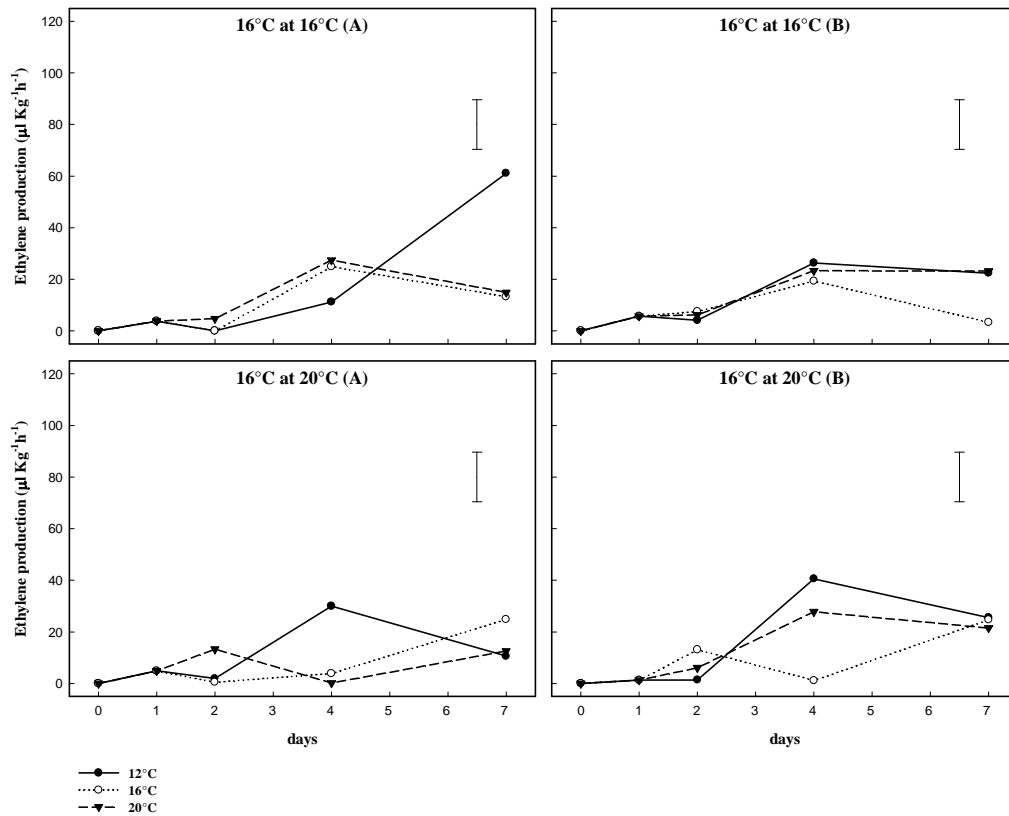 16°C at 16°C (A)
16°C at 16°C (B)
Ethylene production (µl Kg⁻¹h⁻¹)
120
100
80
60
40
20
0
16°C at 20°C (A)
16°C at 20°C (B)
Ethylene production (µl Kg⁻¹h⁻¹)
120
100
80
60
40
20
0
0 1 2 3 4 5 6 7
0 1 2 3 4 5 6 7
days
days
12°C
16°C
20°C